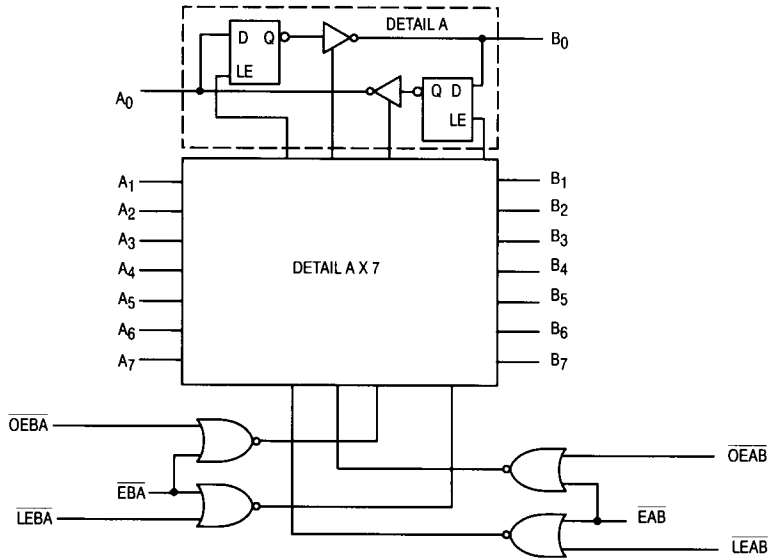 DETAIL A
D Q
LE
B0
A0
Q D
LE
A1
A2
A3
A4
A5
A6
A7
DETAIL A X 7
B1
B2
B3
B4
B5
B6
B7
OEBA
EBA
LEBA
OEAB
EAB
LEAB